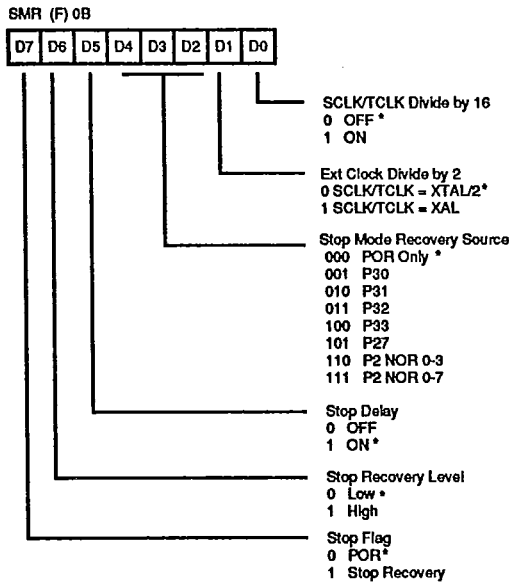 SMR (F) 0B
D7 D6 D5 D4 D3 D2 D1 D0
SCLK/TCLK Divide by 16
0 OFF *
1 ON
Ext Clock Divide by 2
0 SCLK/TCLK = XTAL/2*
1 SCLK/TCLK = XAL
Stop Mode Recovery Source
000 POR Only *
001 P30
010 P31
011 P32
100 P33
101 P27
110 P2 NOR 0-3
111 P2 NOR 0-7
Stop Delay
0 OFF
1 ON *
Stop Recovery Level
0 Low *
1 High
Stop Flag
0 POR*
1 Stop Recovery